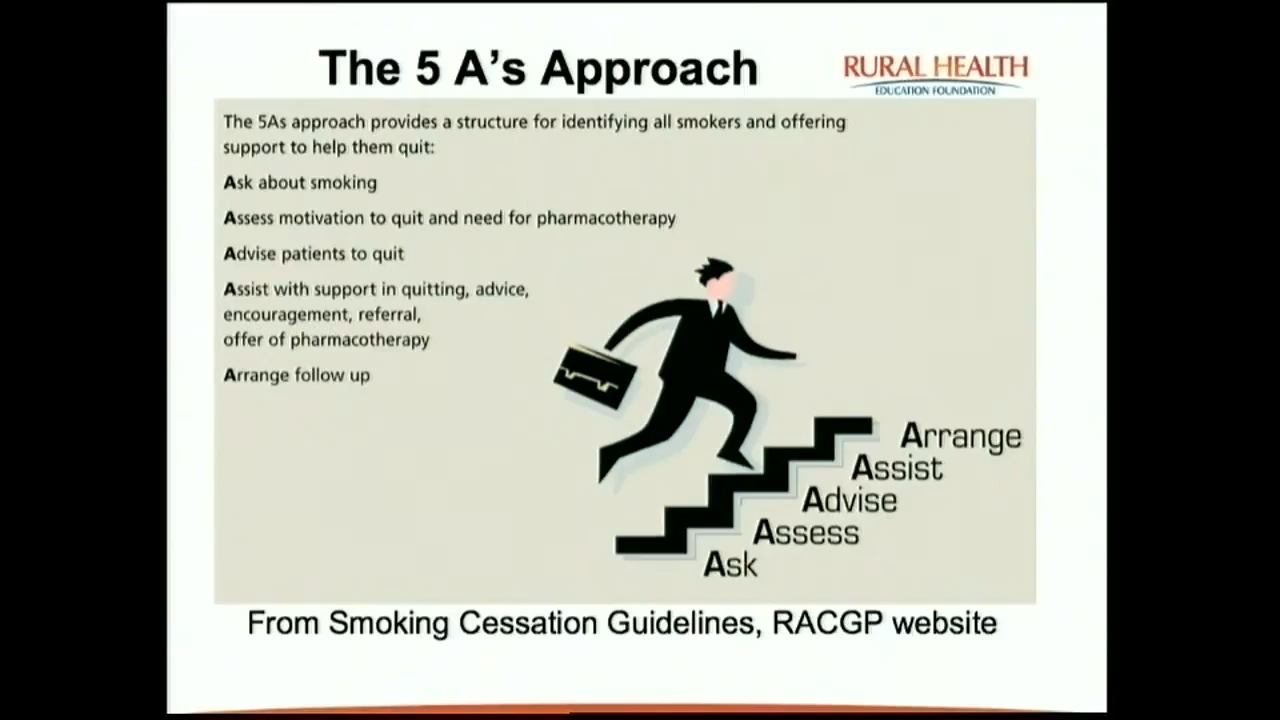 The 5 A's Approach
RURAL HEALTH
EDUCATION FOUNDATION
The 5As approach provides a structure for identifying all smokers and offering
support to help them quit:
Ask about smoking
Assess motivation to quit and need for pharmacotherapy
Advise patients to quit
Assist with support in quitting, advice,
encouragement, referral,
offer of pharmacotherapy
Arrange follow up
Arrange
Assist
Advise
Assess
Ask
From Smoking Cessation Guidelines, RACGP website